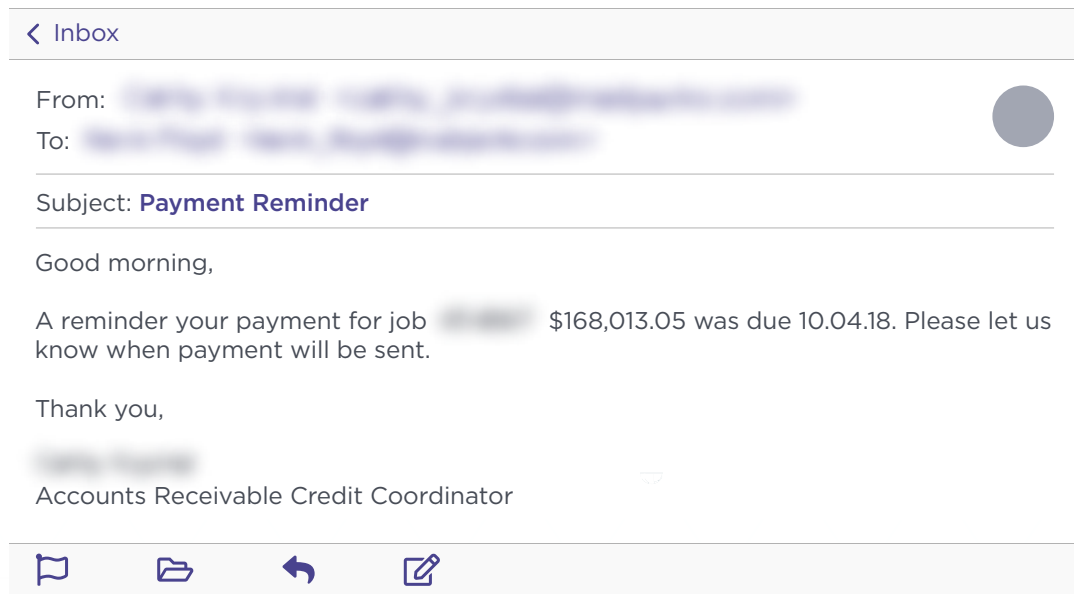 Inbox
From:
To:
Subject: Payment Reminder
Good morning,
A reminder your payment for job $168,013.05 was due 10.04.18. Please let us
know when payment will be sent.
Thank you,
Accounts Receivable Credit Coordinator